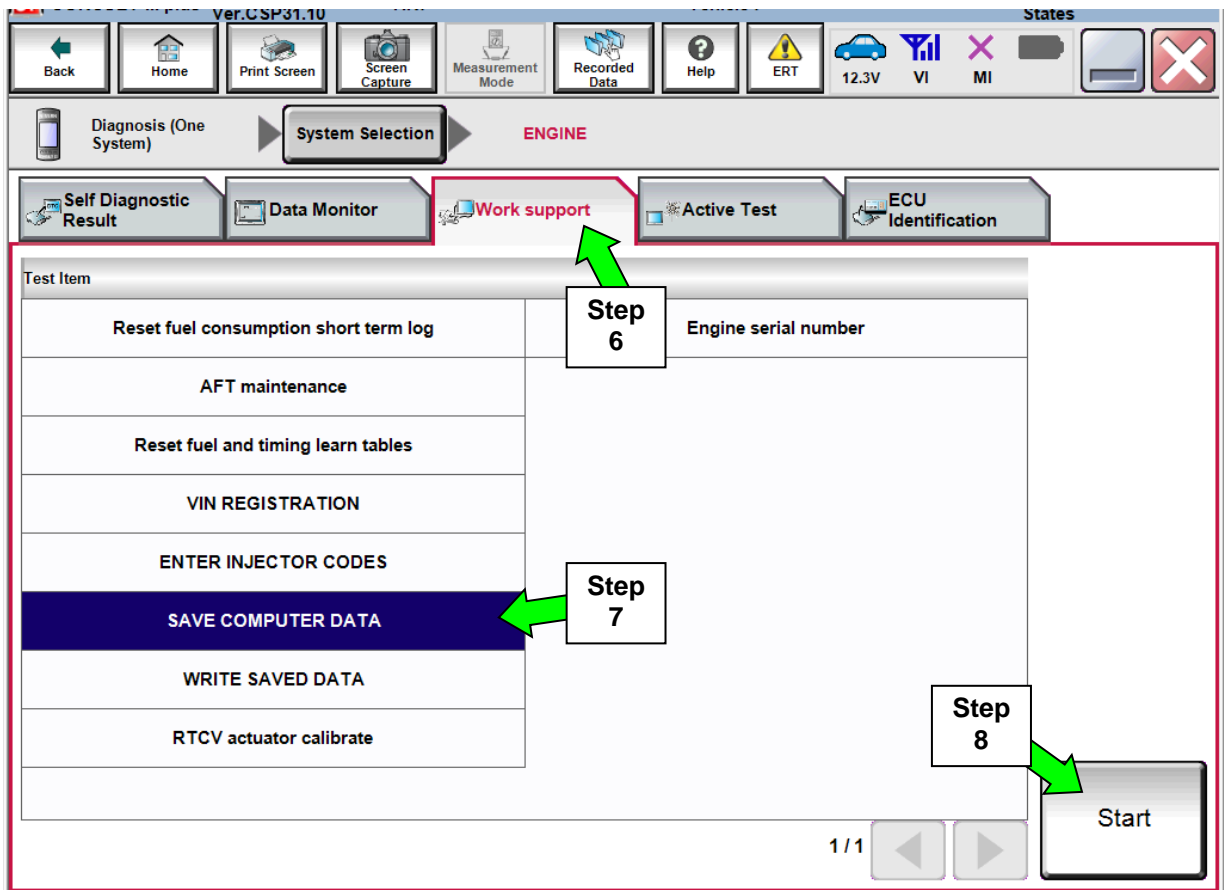 Ver.CSP31.10
States
Back
Home
Print Screen
Screen
Capture
Measurement
Mode
Recorded
Data
Help
ERT
12.3V
VI
MI
Diagnosis (One
System)
System Selection
ENGINE
Self Diagnostic
Result
Data Monitor
Work support
Active Test
ECU
Identification
Test Item
Step
6
Reset fuel consumption short term log
Engine serial number
AFT maintenance
Reset fuel and timing learn tables
VIN REGISTRATION
ENTER INJECTOR CODES
Step
7
SAVE COMPUTER DATA
WRITE SAVED DATA
Step
8
RTCV actuator calibrate
Start
1/1